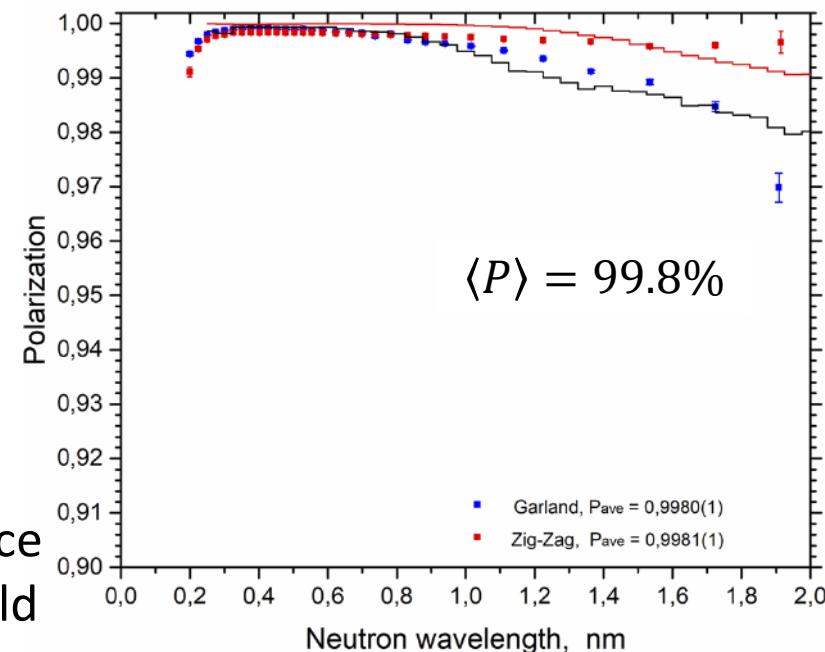 1,00
0,99
0,98
0,97
0,96
0,95
0,94
0,93
0,92
0,91
0,90
Polarization
⟨P⟩ = 99.8%
Garland, Pave = 0,9980(1)
Zig-Zag, Pave = 0,9981(1)
ce
ld
0,0 0,2 0,4 0,6 0,8 1,0 1,2 1,4 1,6 1,8 2,0
Neutron wavelength, nm